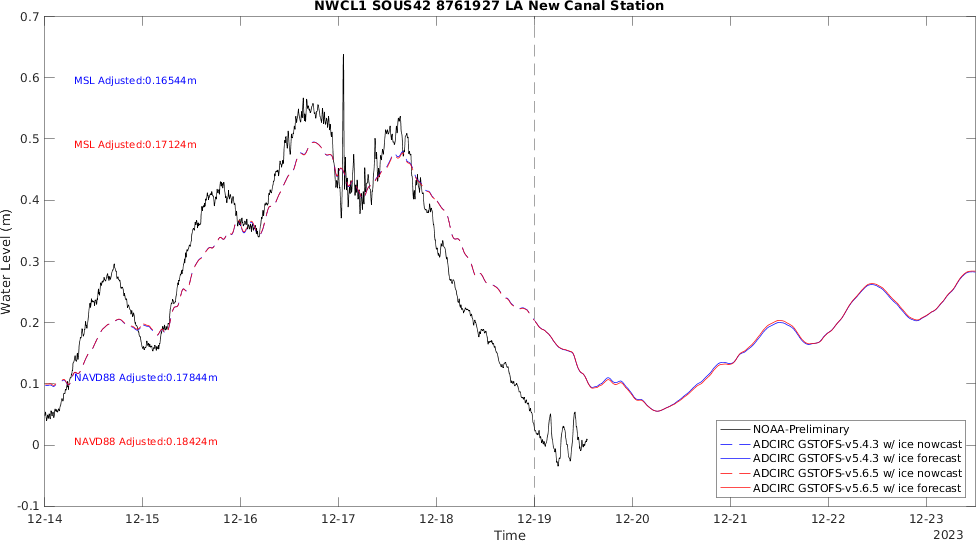 NWCL1 SOUS42 8761927 LA New Canal Station
0.7
0.6
0.5
0.4
0.3
0.2
0.1
0
-0.1
Water Level (m)
MSL Adjusted:0.16544m
MSL Adjusted:0.17124m
NAVD88 Adjusted:0.17844m
NAVD88 Adjusted:0.18424m
NOAA-Preliminary
ADCIRC GSTOFS-v5.4.3 w/ ice nowcast
ADCIRC GSTOFS-v5.4.3 w/ ice forecast
ADCIRC GSTOFS-v5.6.5 w/ ice nowcast
ADCIRC GSTOFS-v5.6.5 w/ ice forecast
12-14 12-15 12-16 12-17 12-18 12-19 12-20 12-21 12-22 12-23
Time
2023